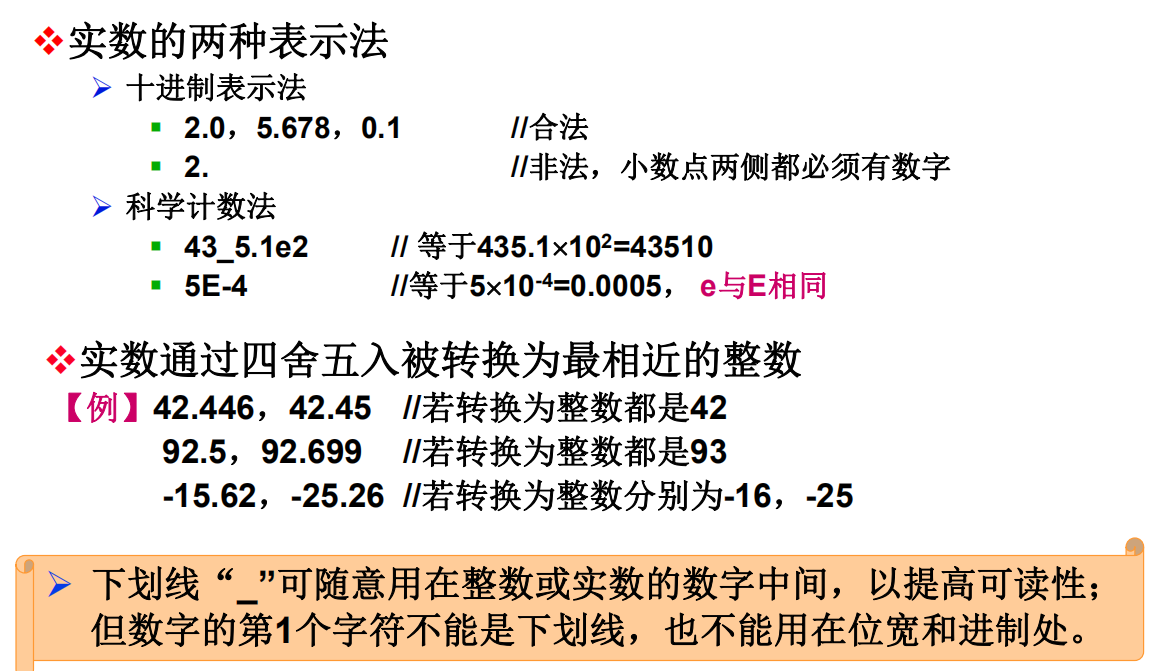 ❖实数的两种表示法
➢ 十进制表示法
▪ 2.0，5.678，0.1 //合法
▪ 2. //非法，小数点两侧都必须有数字
➢ 科学计数法
▪ 43_5.1e2 // 等于435.1×10²=43510
▪ 5E-4 //等于5×10⁻⁴=0.0005， e与E相同
❖实数通过四舍五入被转换为最相近的整数
【例】42.446，42.45 //若转换为整数都是42
92.5，92.699 //若转换为整数都是93
-15.62，-25.26 //若转换为整数分别为-16，-25
➢ 下划线“_”可随意用在整数或实数的数字中间，以提高可读性；
但数字的第1个字符不能是下划线，也不能用在位宽和进制处。